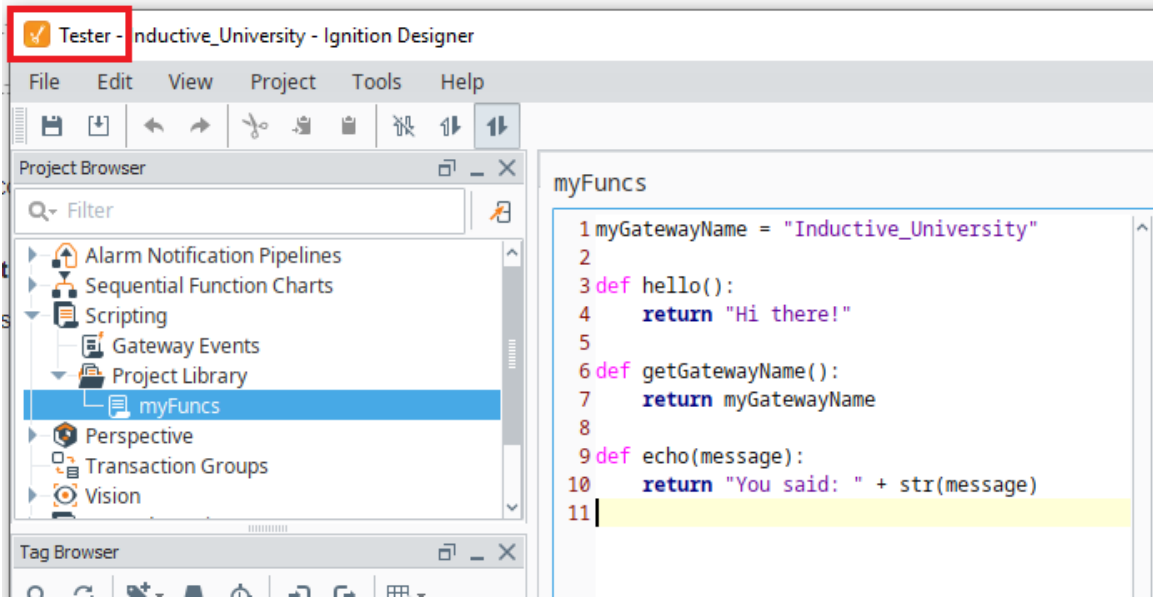 Tester - Inductive_University - Ignition Designer
File Edit View Project Tools Help
Project Browser
Filter
Alarm Notification Pipelines
Sequential Function Charts
Scripting
Gateway Events
Project Library
myFuncs
Perspective
Transaction Groups
Vision
Tag Browser
myFuncs
1 myGatewayName = "Inductive_University"
2
3 def hello():
4     return "Hi there!"
5
6 def getGatewayName():
7     return myGatewayName
8
9 def echo(message):
10     return "You said: " + str(message)
11